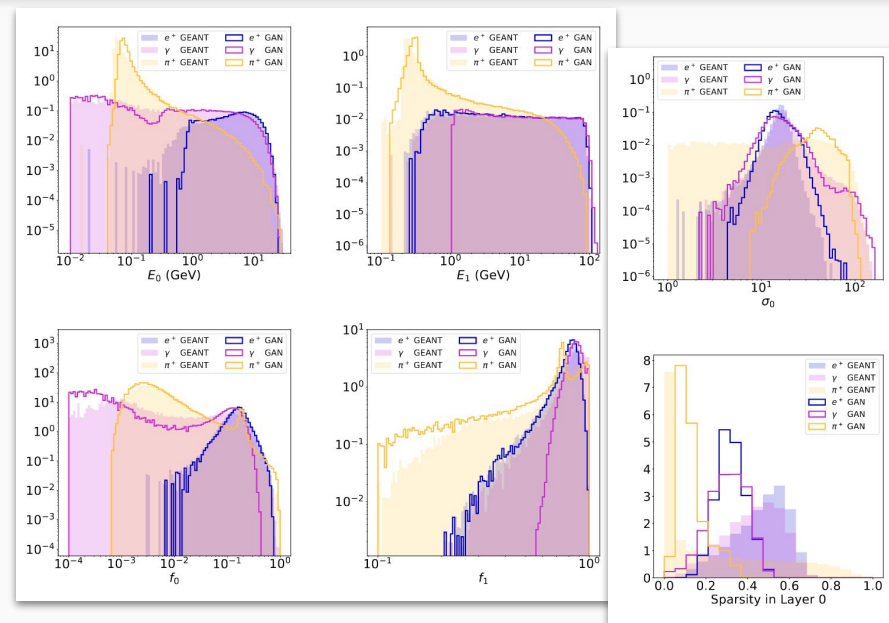 e⁺ GEANT e⁺ GAN
γ GEANT γ GAN
π⁺ GEANT π⁺ GAN
10¹
10⁰
10⁻¹
10⁻²
10⁻³
10⁻⁴
10⁻⁵
10⁻² 10⁻¹ 10⁰ 10¹
E₀ (GeV)
e⁺ GEANT e⁺ GAN
γ GEANT γ GAN
π⁺ GEANT π⁺ GAN
10⁰
10⁻¹
10⁻²
10⁻³
10⁻⁴
10⁻⁵
10⁻⁶
10⁻¹ 10⁰ 10¹ 10²
E₁ (GeV)
e⁺ GEANT e⁺ GAN
γ GEANT γ GAN
π⁺ GEANT π⁺ GAN
10⁰
10⁻¹
10⁻²
10⁻³
10⁻⁴
10⁻⁵
10⁻⁶
10⁰ 10¹ 10²
σ₀
e⁺ GEANT e⁺ GAN
γ GEANT γ GAN
π⁺ GEANT π⁺ GAN
10³
10²
10¹
10⁰
10⁻¹
10⁻²
10⁻³
10⁻⁴
10⁻⁴ 10⁻³ 10⁻² 10⁻¹ 10⁰
f₀
e⁺ GEANT e⁺ GAN
γ GEANT γ GAN
π⁺ GEANT π⁺ GAN
10¹
10⁰
10⁻¹
10⁻²
10⁻¹ 10⁰
f₁
e⁺ GEANT
γ GEANT
π⁺ GEANT
e⁺ GAN
γ GAN
π⁺ GAN
8
7
6
5
4
3
2
1
0
0.0 0.2 0.4 0.6 0.8 1.0
Sparsity in Layer 0